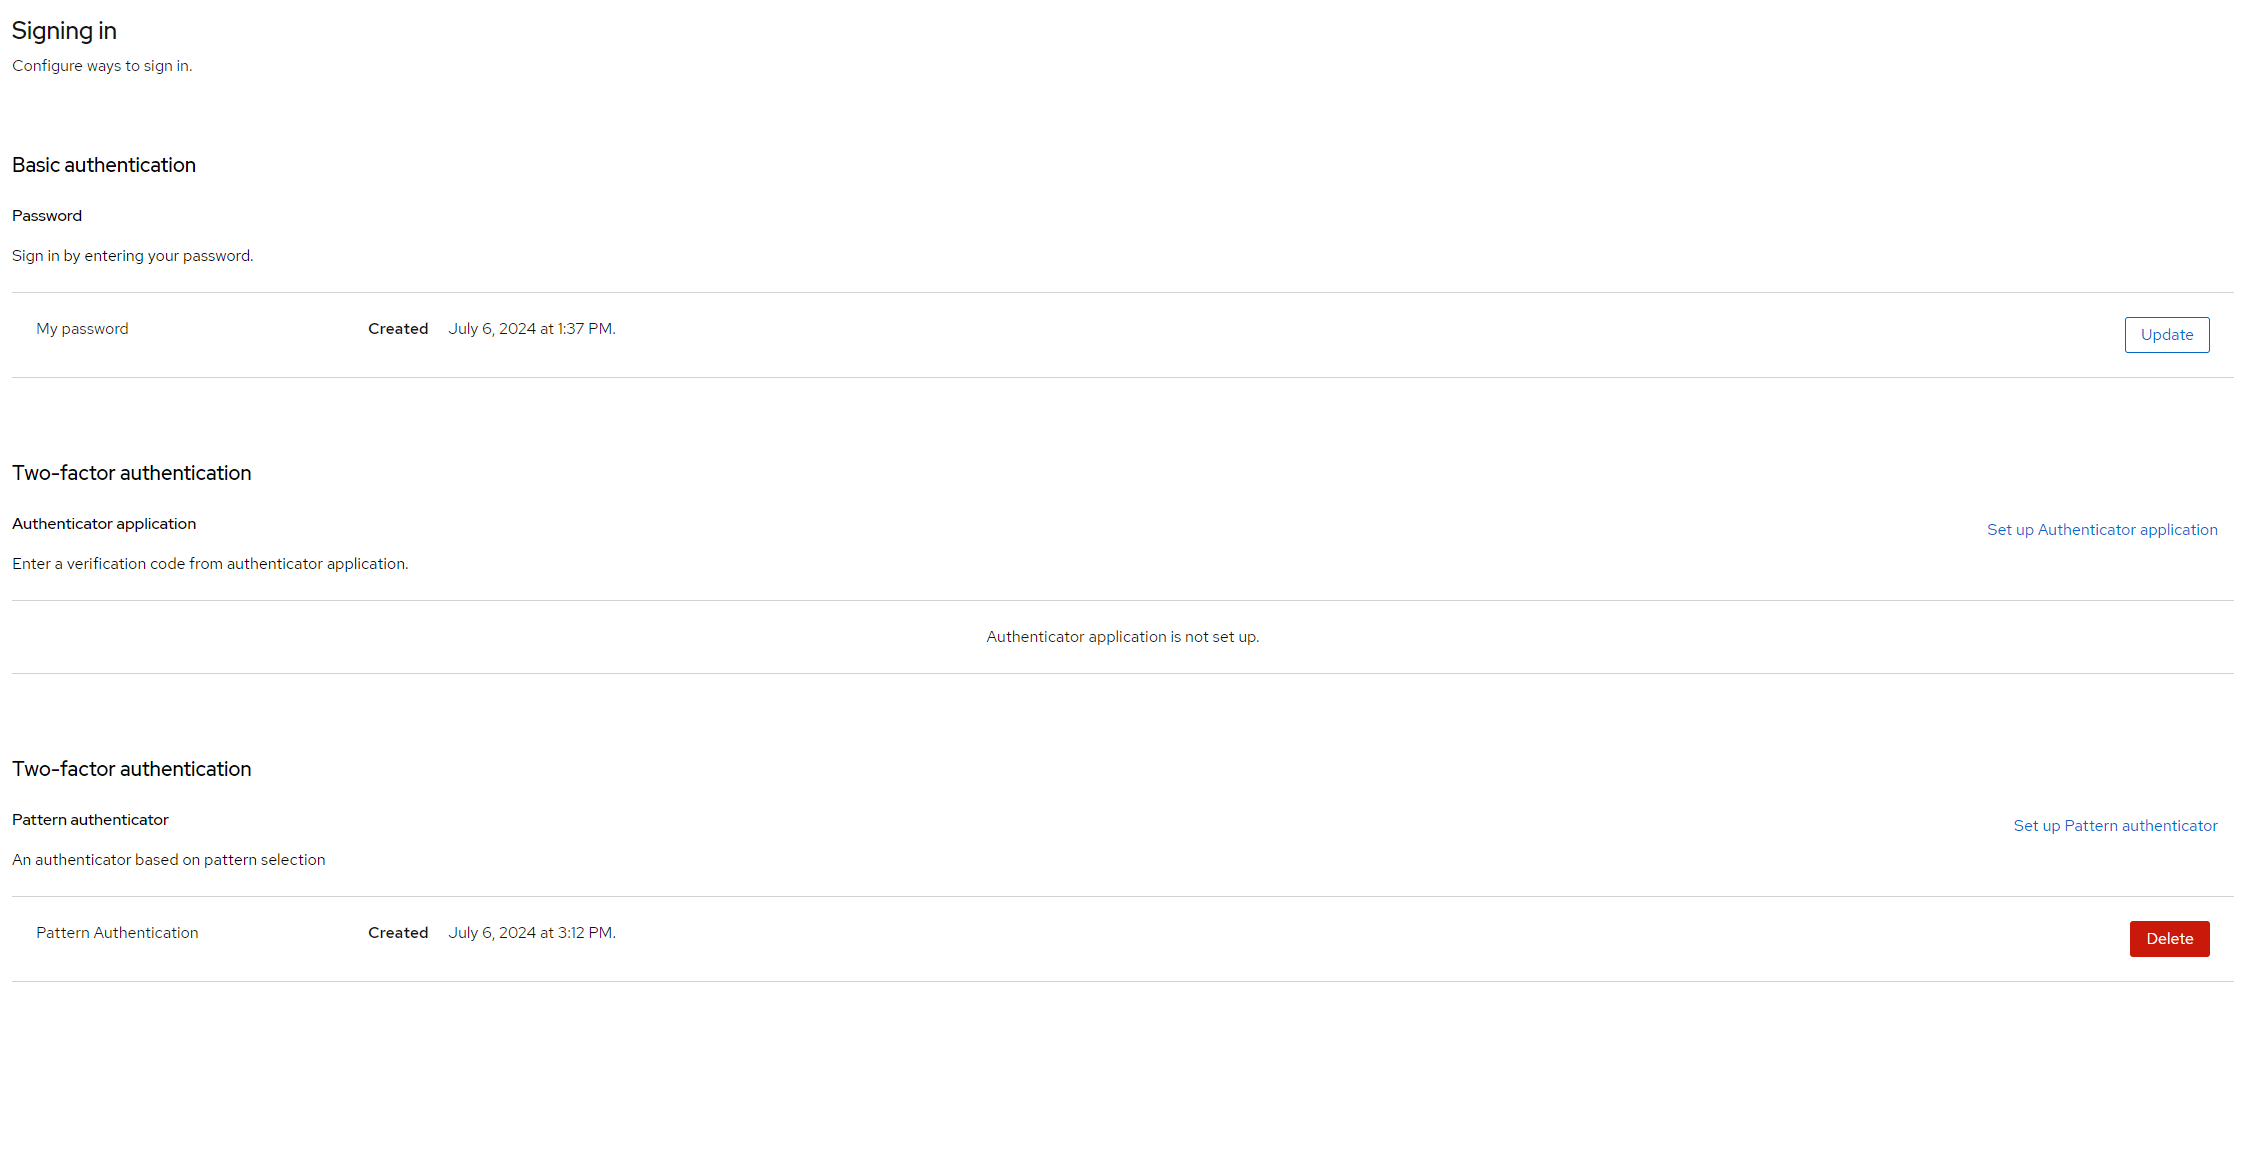 Signing in
Configure ways to sign in.
Basic authentication
Password
Sign in by entering your password.
My password Created July 6, 2024 at 1:37 PM. Update
Two-factor authentication
Authenticator application Set up Authenticator application
Enter a verification code from authenticator application.
Authenticator application is not set up.
Two-factor authentication
Pattern authenticator Set up Pattern authenticator
An authenticator based on pattern selection
Pattern Authentication Created July 6, 2024 at 3:12 PM. Delete